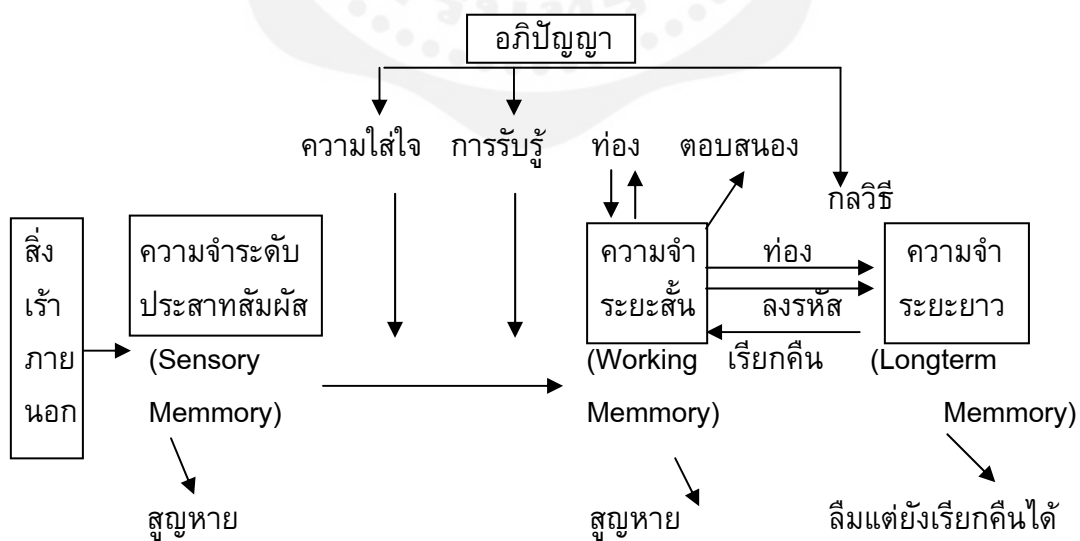 อภิปัญญา
ความใส่ใจ การรับรู้ ท่อง ตอบสนอง
กลวิธี
สิ่ง
เร้า
ภาย
นอก
ความจำระดับ
ประสาทสัมผัส
(Sensory
Memmory)
สูญหาย
ความจำ
ระยะสั้น
(Working
Memmory)
สูญหาย
ท่อง
ลงรหัส
เรียกคืน
ความจำ
ระยะยาว
(Longterm
Memmory)
ลืมแต่ยังเรียกคืนได้